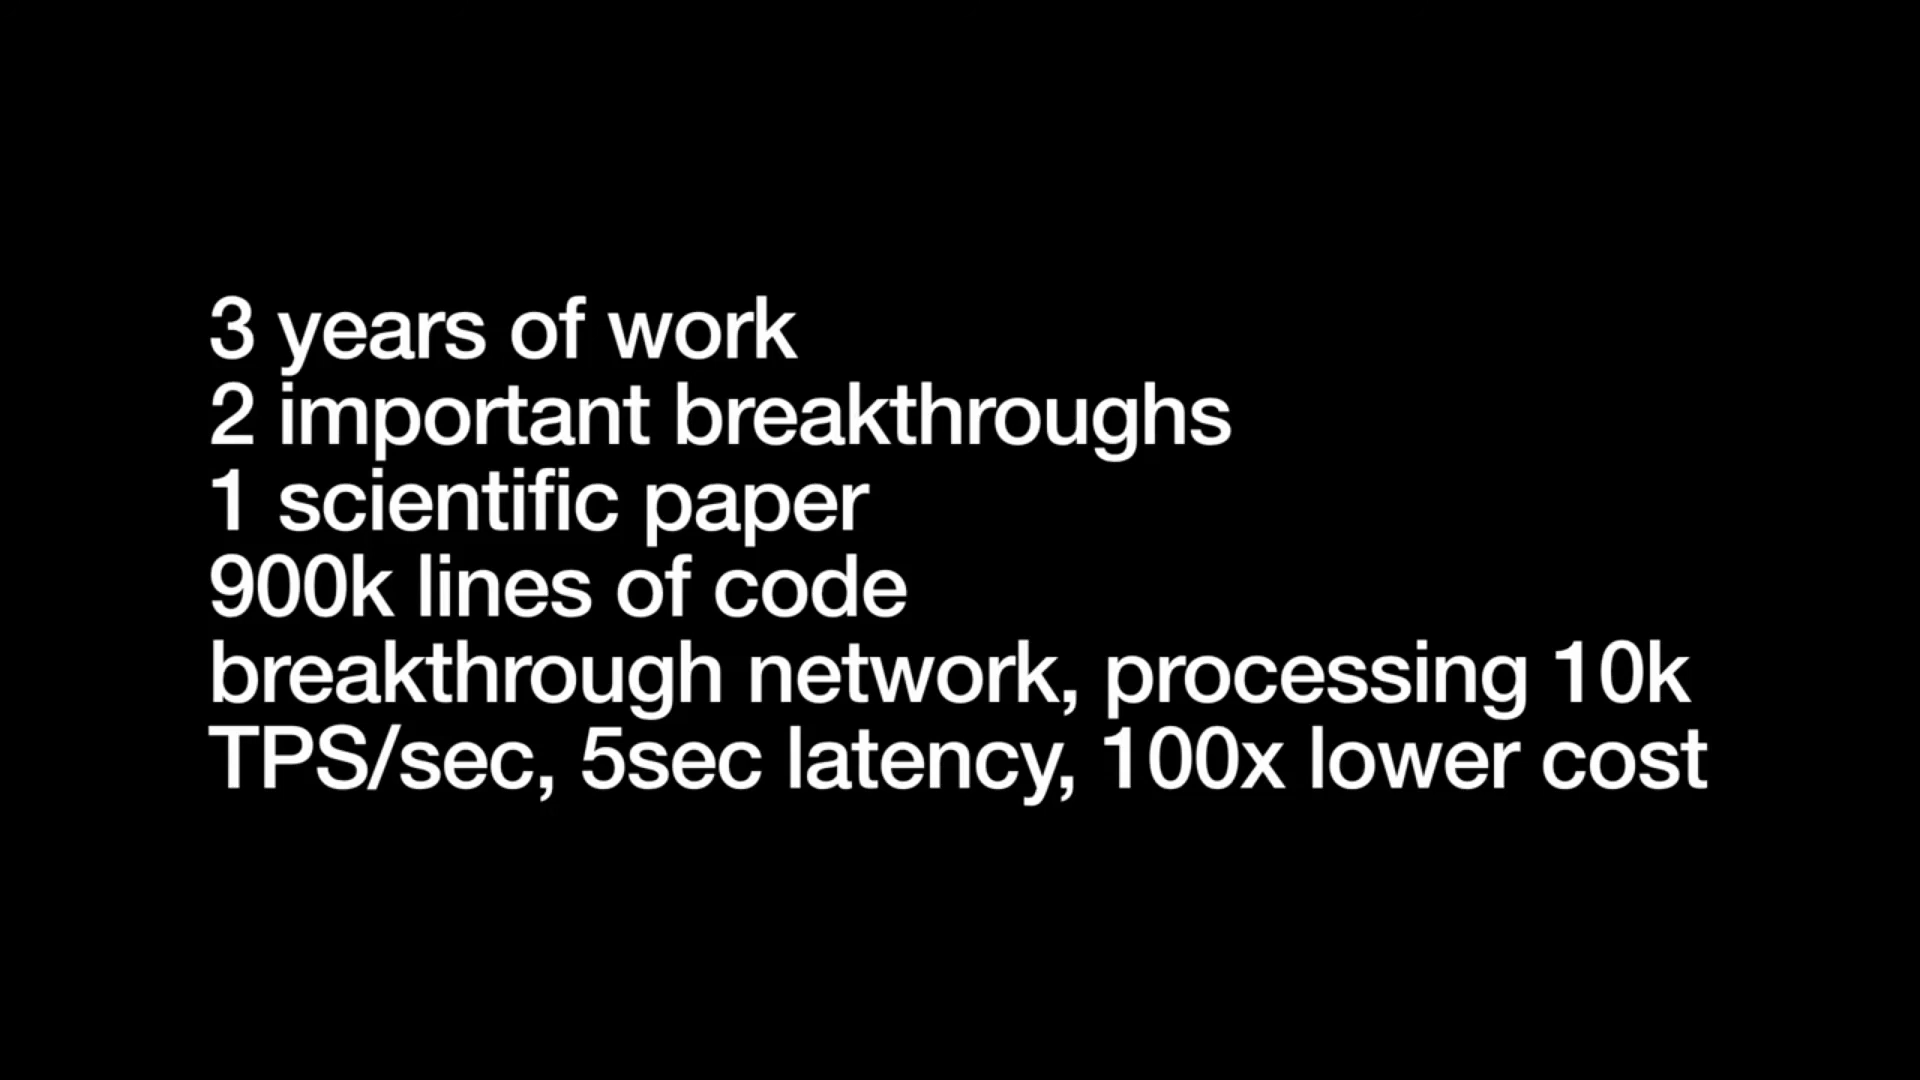 3 years of work
2 important breakthroughs
1 scientific paper
900k lines of code
breakthrough network, processing 10k
TPS/sec, 5sec latency, 100x lower cost